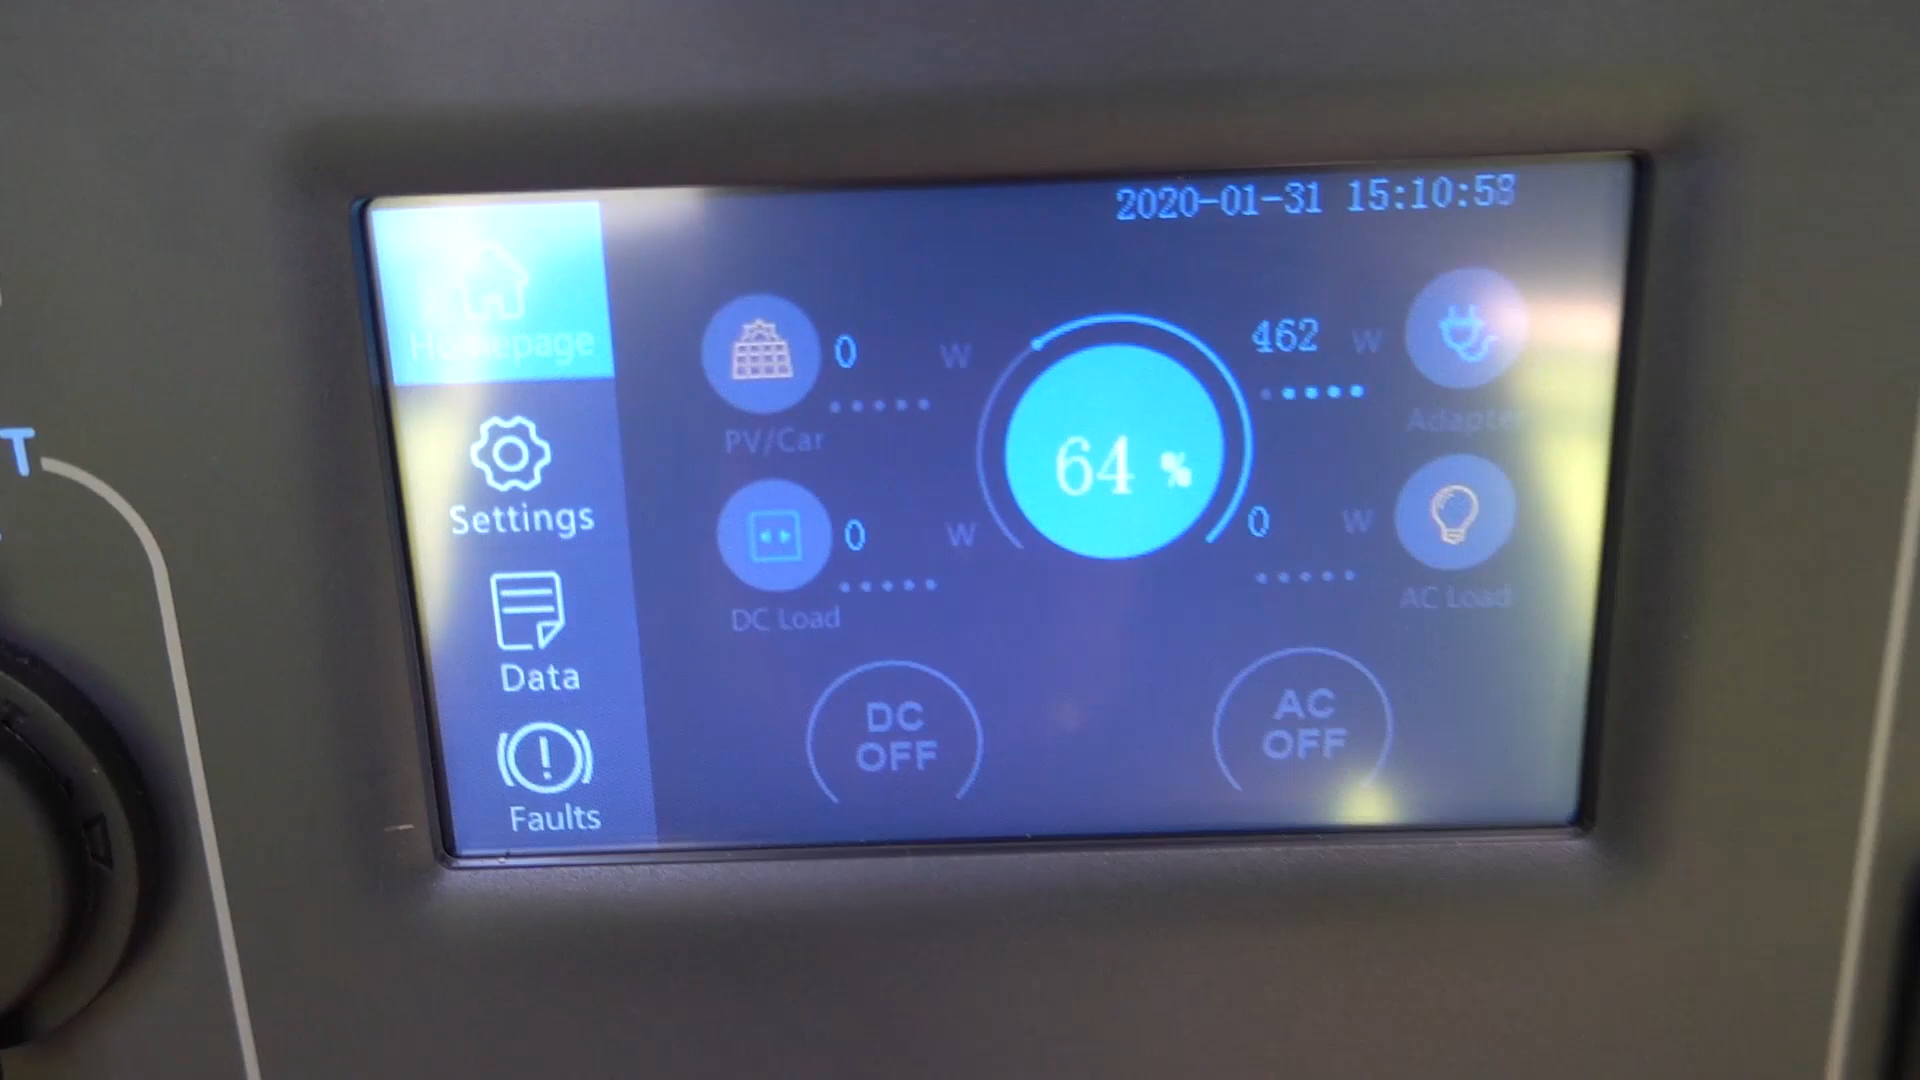 2020-01-31 15:10:58
Homepage
Settings
Data
Faults
0 W
PV/Car
0 W
DC Load
64 %
462 W
Adapter
0 W
AC Load
DC
OFF
AC
OFF
T